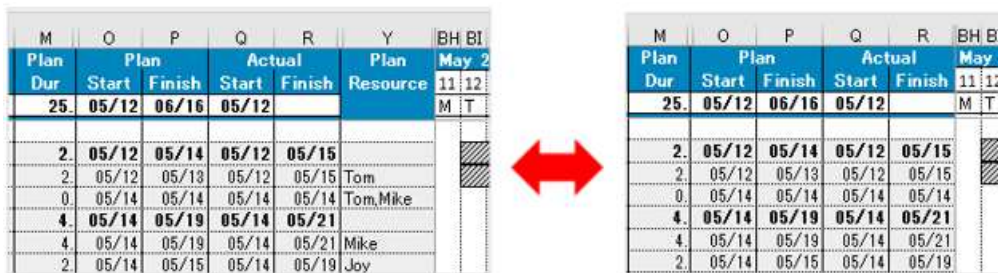 M O P Q R Y BH BI
Plan Plan Actual Plan May 2
Dur Start Finish Start Finish Resource 11 12
25. 05/12 06/16 05/12 M T
2. 05/12 05/14 05/12 05/15
2. 05/12 05/13 05/12 05/15 Tom
0. 05/14 05/14 05/14 05/14 Tom,Mike
4. 05/14 05/19 05/14 05/21
4. 05/14 05/19 05/14 05/21 Mike
2. 05/14 05/15 05/14 05/19 Joy
M O P Q R BH
Plan Plan Actual May
Dur Start Finish Start Finish 11 12
25. 05/12 06/16 05/12 M T
2. 05/12 05/14 05/12 05/15
2. 05/12 05/13 05/12 05/15
0. 05/14 05/14 05/14 05/14
4. 05/14 05/19 05/14 05/21
4. 05/14 05/19 05/14 05/21
2. 05/14 05/15 05/14 05/19